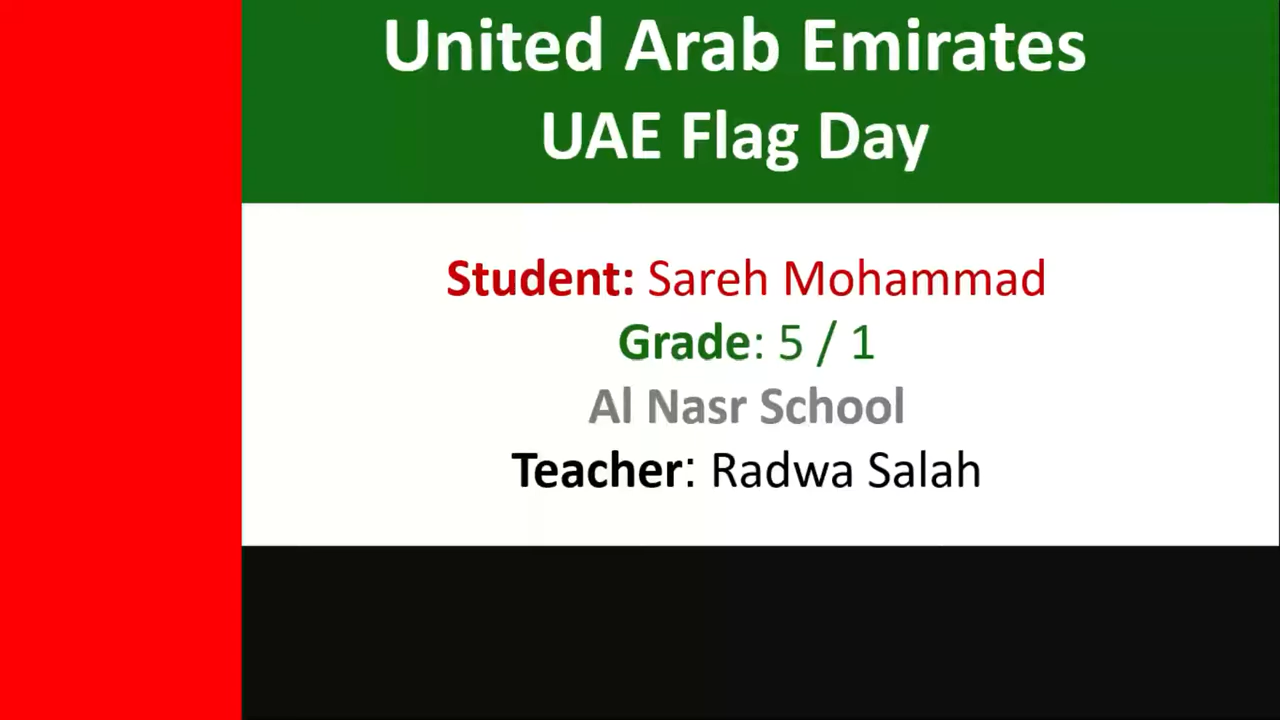 United Arab Emirates
UAE Flag Day
Student: Sareh Mohammad
Grade: 5 / 1
Al Nasr School
Teacher: Radwa Salah